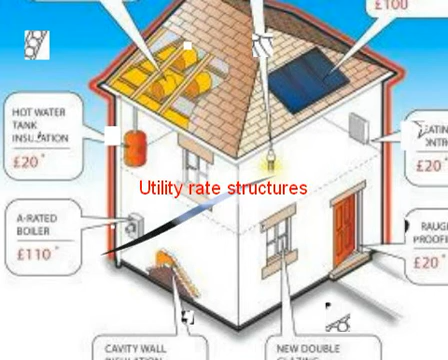 £100
HOT WATER
TANK
INSULATION
£20*
£20*
Utility rate structures
A-RATED
BOILER
£110*
£20*
CAVITY WALL
INSULATION
NEW DOUBLE
GLAZING